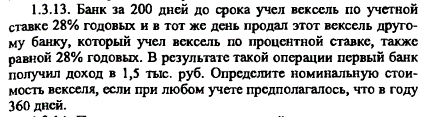 1.3.13. Банк за 200 дней до срока учел вексель по учетной
ставке 28% годовых и в тот же день продал этот вексель друго-
му банку, который учел вексель по процентной ставке, также
равной 28% годовых. В результате такой операции первый банк
получил доход в 1,5 тыс. руб. Определите номинальную стои-
мость векселя, если при любом учете предполагалось, что в году
360 дней.